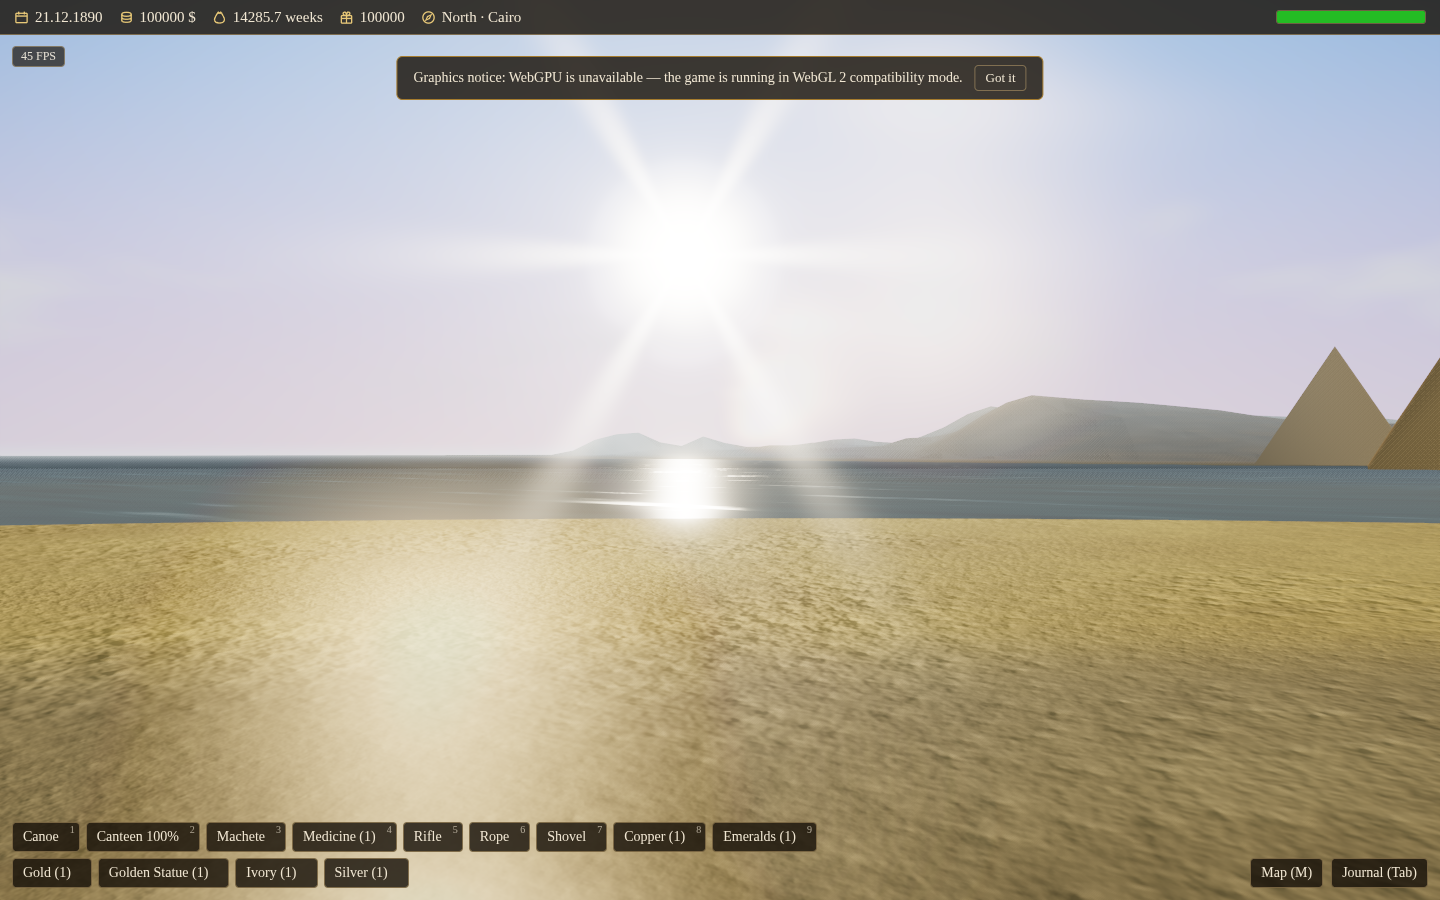 21.12.1890 100000 $ 14285.7 weeks 100000 North · Cairo
45 FPS
Graphics notice: WebGPU is unavailable — the game is running in WebGL 2 compatibility mode. Got it
Canoe 1 Canteen 100% 2 Machete 3 Medicine (1) 4 Rifle 5 Rope 6 Shovel 7 Copper (1) 8 Emeralds (1) 9
Gold (1) Golden Statue (1) Ivory (1) Silver (1) Map (M) Journal (Tab)